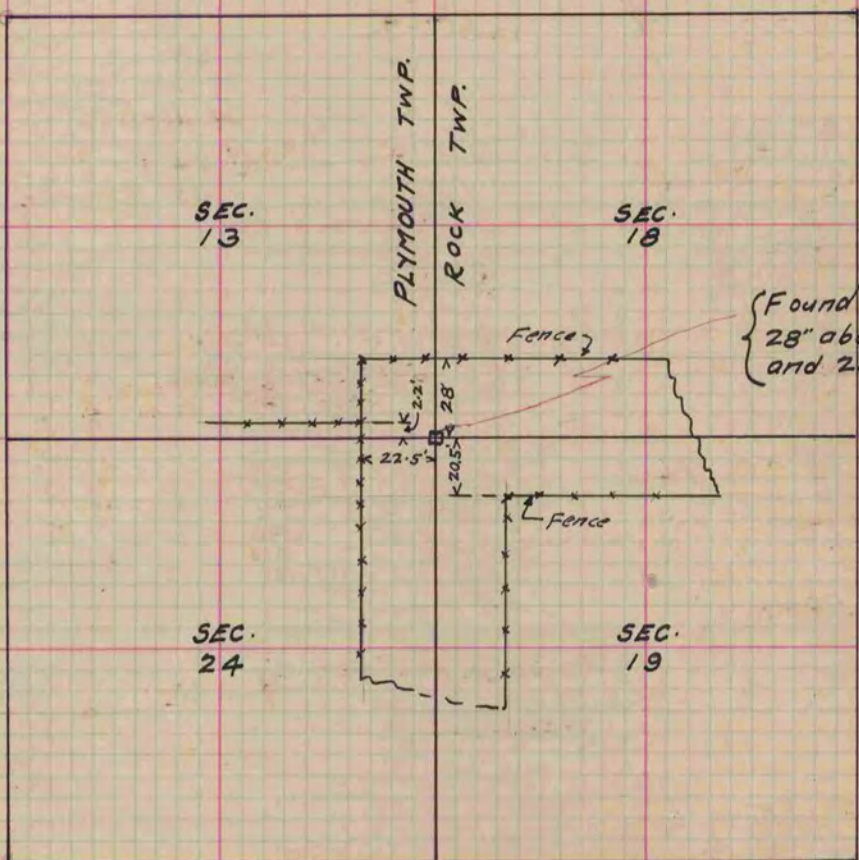 PLYMOUTH TWP.
ROCK TWP.
SEC.
13
SEC.
18
Found
28" ab
and 2
Fence
2.2'
28'
22.5'
20.5'
Fence
SEC.
24
SEC.
19